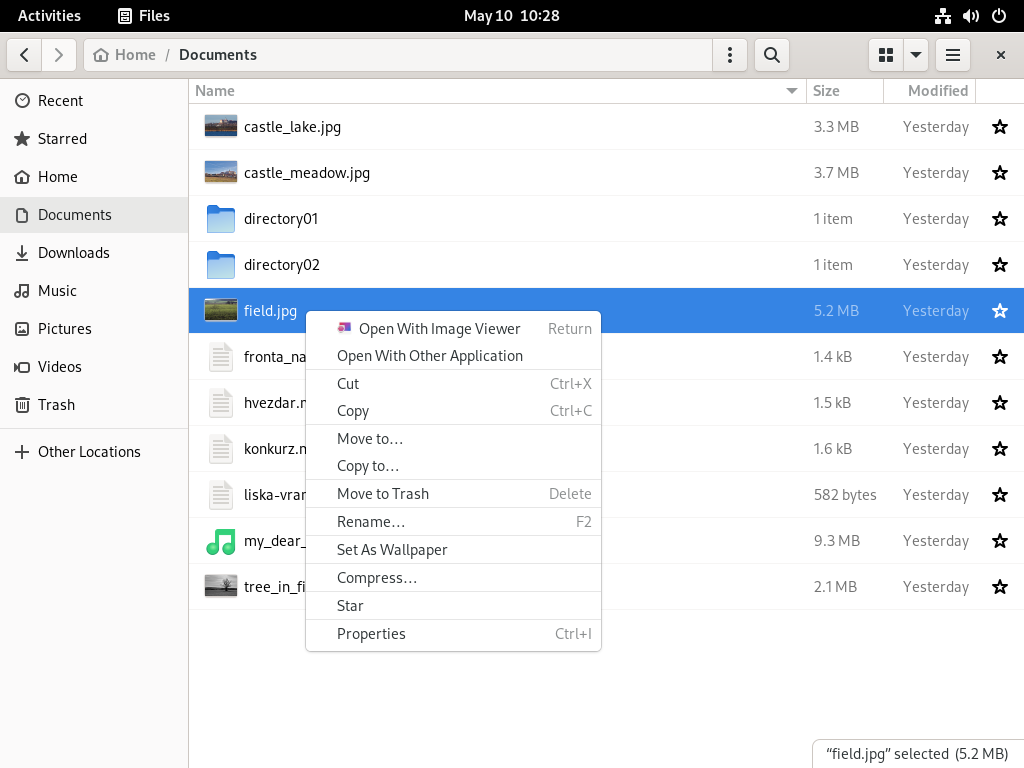 Activities Files May 10 10:28
Home / Documents
Name Size Modified
Recent
Starred
Home
Documents
Downloads
Music
Pictures
Videos
Trash
Other Locations
castle_lake.jpg 3.3 MB Yesterday
castle_meadow.jpg 3.7 MB Yesterday
directory01 1 item Yesterday
directory02 1 item Yesterday
field.jpg 5.2 MB Yesterday
fronta_na 1.4 kB Yesterday
hvezdar.n 1.5 kB Yesterday
konkurz.n 1.6 kB Yesterday
liska-vran 582 bytes Yesterday
my_dear_ 9.3 MB Yesterday
tree_in_fi 2.1 MB Yesterday
Open With Image Viewer Return
Open With Other Application
Cut Ctrl+X
Copy Ctrl+C
Move to…
Copy to…
Move to Trash Delete
Rename… F2
Set As Wallpaper
Compress…
Star
Properties Ctrl+I
“field.jpg” selected (5.2 MB)